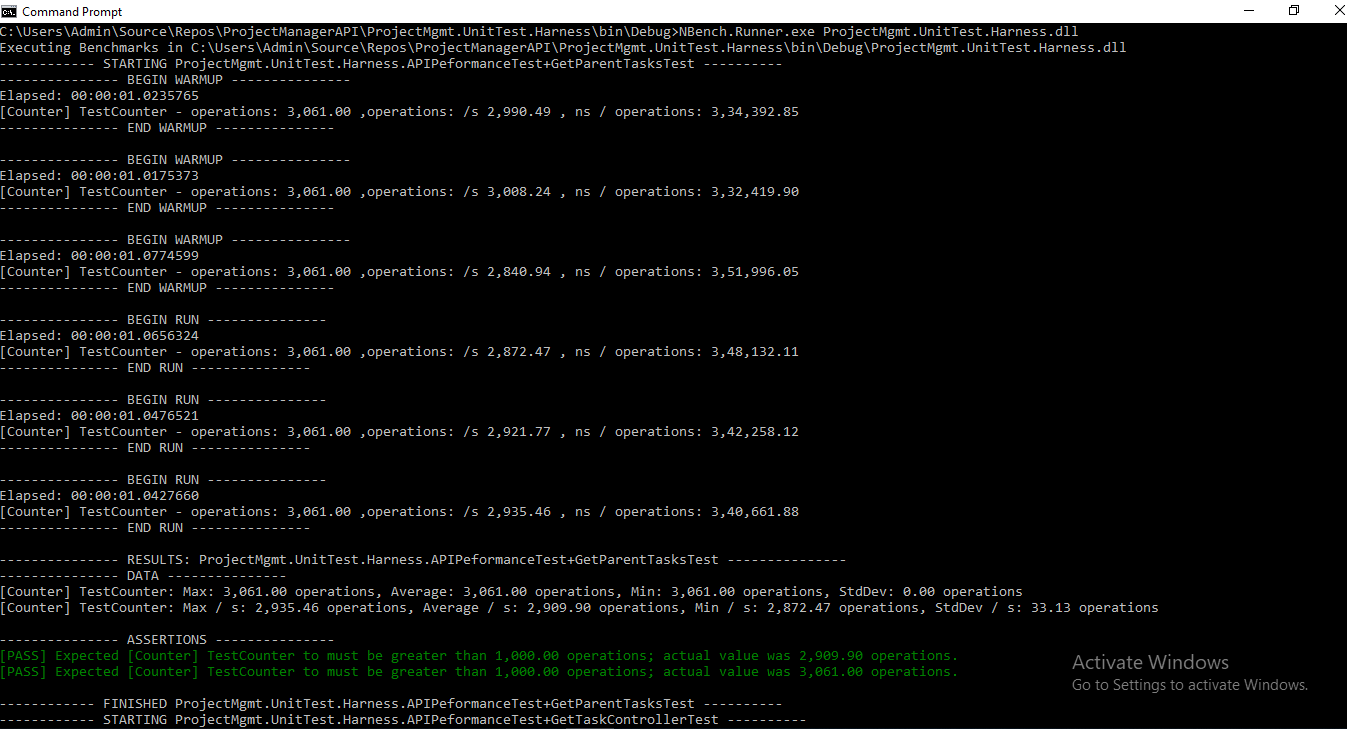 Command Prompt
C:\Users\Admin\Source\Repos\ProjectManagerAPI\ProjectMgmt.UnitTest.Harness\bin\Debug>NBench.Runner.exe ProjectMgmt.UnitTest.Harness.dll
Executing Benchmarks in C:\Users\Admin\Source\Repos\ProjectManagerAPI\ProjectMgmt.UnitTest.Harness\bin\Debug\ProjectMgmt.UnitTest.Harness.dll
------------ STARTING ProjectMgmt.UnitTest.Harness.APIPeformanceTest+GetParentTasksTest ----------
--------------- BEGIN WARMUP ---------------
Elapsed: 00:00:01.0235765
[Counter] TestCounter - operations: 3,061.00 ,operations: /s 2,990.49 , ns / operations: 3,34,392.85
--------------- END WARMUP ---------------
--------------- BEGIN WARMUP ---------------
Elapsed: 00:00:01.0175373
[Counter] TestCounter - operations: 3,061.00 ,operations: /s 3,008.24 , ns / operations: 3,32,419.90
--------------- END WARMUP ---------------
--------------- BEGIN WARMUP ---------------
Elapsed: 00:00:01.0774599
[Counter] TestCounter - operations: 3,061.00 ,operations: /s 2,840.94 , ns / operations: 3,51,996.05
--------------- END WARMUP ---------------
--------------- BEGIN RUN ---------------
Elapsed: 00:00:01.0656324
[Counter] TestCounter - operations: 3,061.00 ,operations: /s 2,872.47 , ns / operations: 3,48,132.11
--------------- END RUN ---------------
--------------- BEGIN RUN ---------------
Elapsed: 00:00:01.0476521
[Counter] TestCounter - operations: 3,061.00 ,operations: /s 2,921.77 , ns / operations: 3,42,258.12
--------------- END RUN ---------------
--------------- BEGIN RUN ---------------
Elapsed: 00:00:01.0427660
[Counter] TestCounter - operations: 3,061.00 ,operations: /s 2,935.46 , ns / operations: 3,40,661.88
--------------- END RUN ---------------
--------------- RESULTS: ProjectMgmt.UnitTest.Harness.APIPeformanceTest+GetParentTasksTest ---------------
--------------- DATA ---------------
[Counter] TestCounter: Max: 3,061.00 operations, Average: 3,061.00 operations, Min: 3,061.00 operations, StdDev: 0.00 operations
[Counter] TestCounter: Max / s: 2,935.46 operations, Average / s: 2,909.90 operations, Min / s: 2,872.47 operations, StdDev / s: 33.13 operations
--------------- ASSERTIONS ---------------
[PASS] Expected [Counter] TestCounter to must be greater than 1,000.00 operations; actual value was 2,909.90 operations.
[PASS] Expected [Counter] TestCounter to must be greater than 1,000.00 operations; actual value was 3,061.00 operations.
Activate Windows
Go to Settings to activate Windows.
------------ FINISHED ProjectMgmt.UnitTest.Harness.APIPeformanceTest+GetParentTasksTest ----------
------------ STARTING ProjectMgmt.UnitTest.Harness.APIPeformanceTest+GetTaskControllerTest ----------